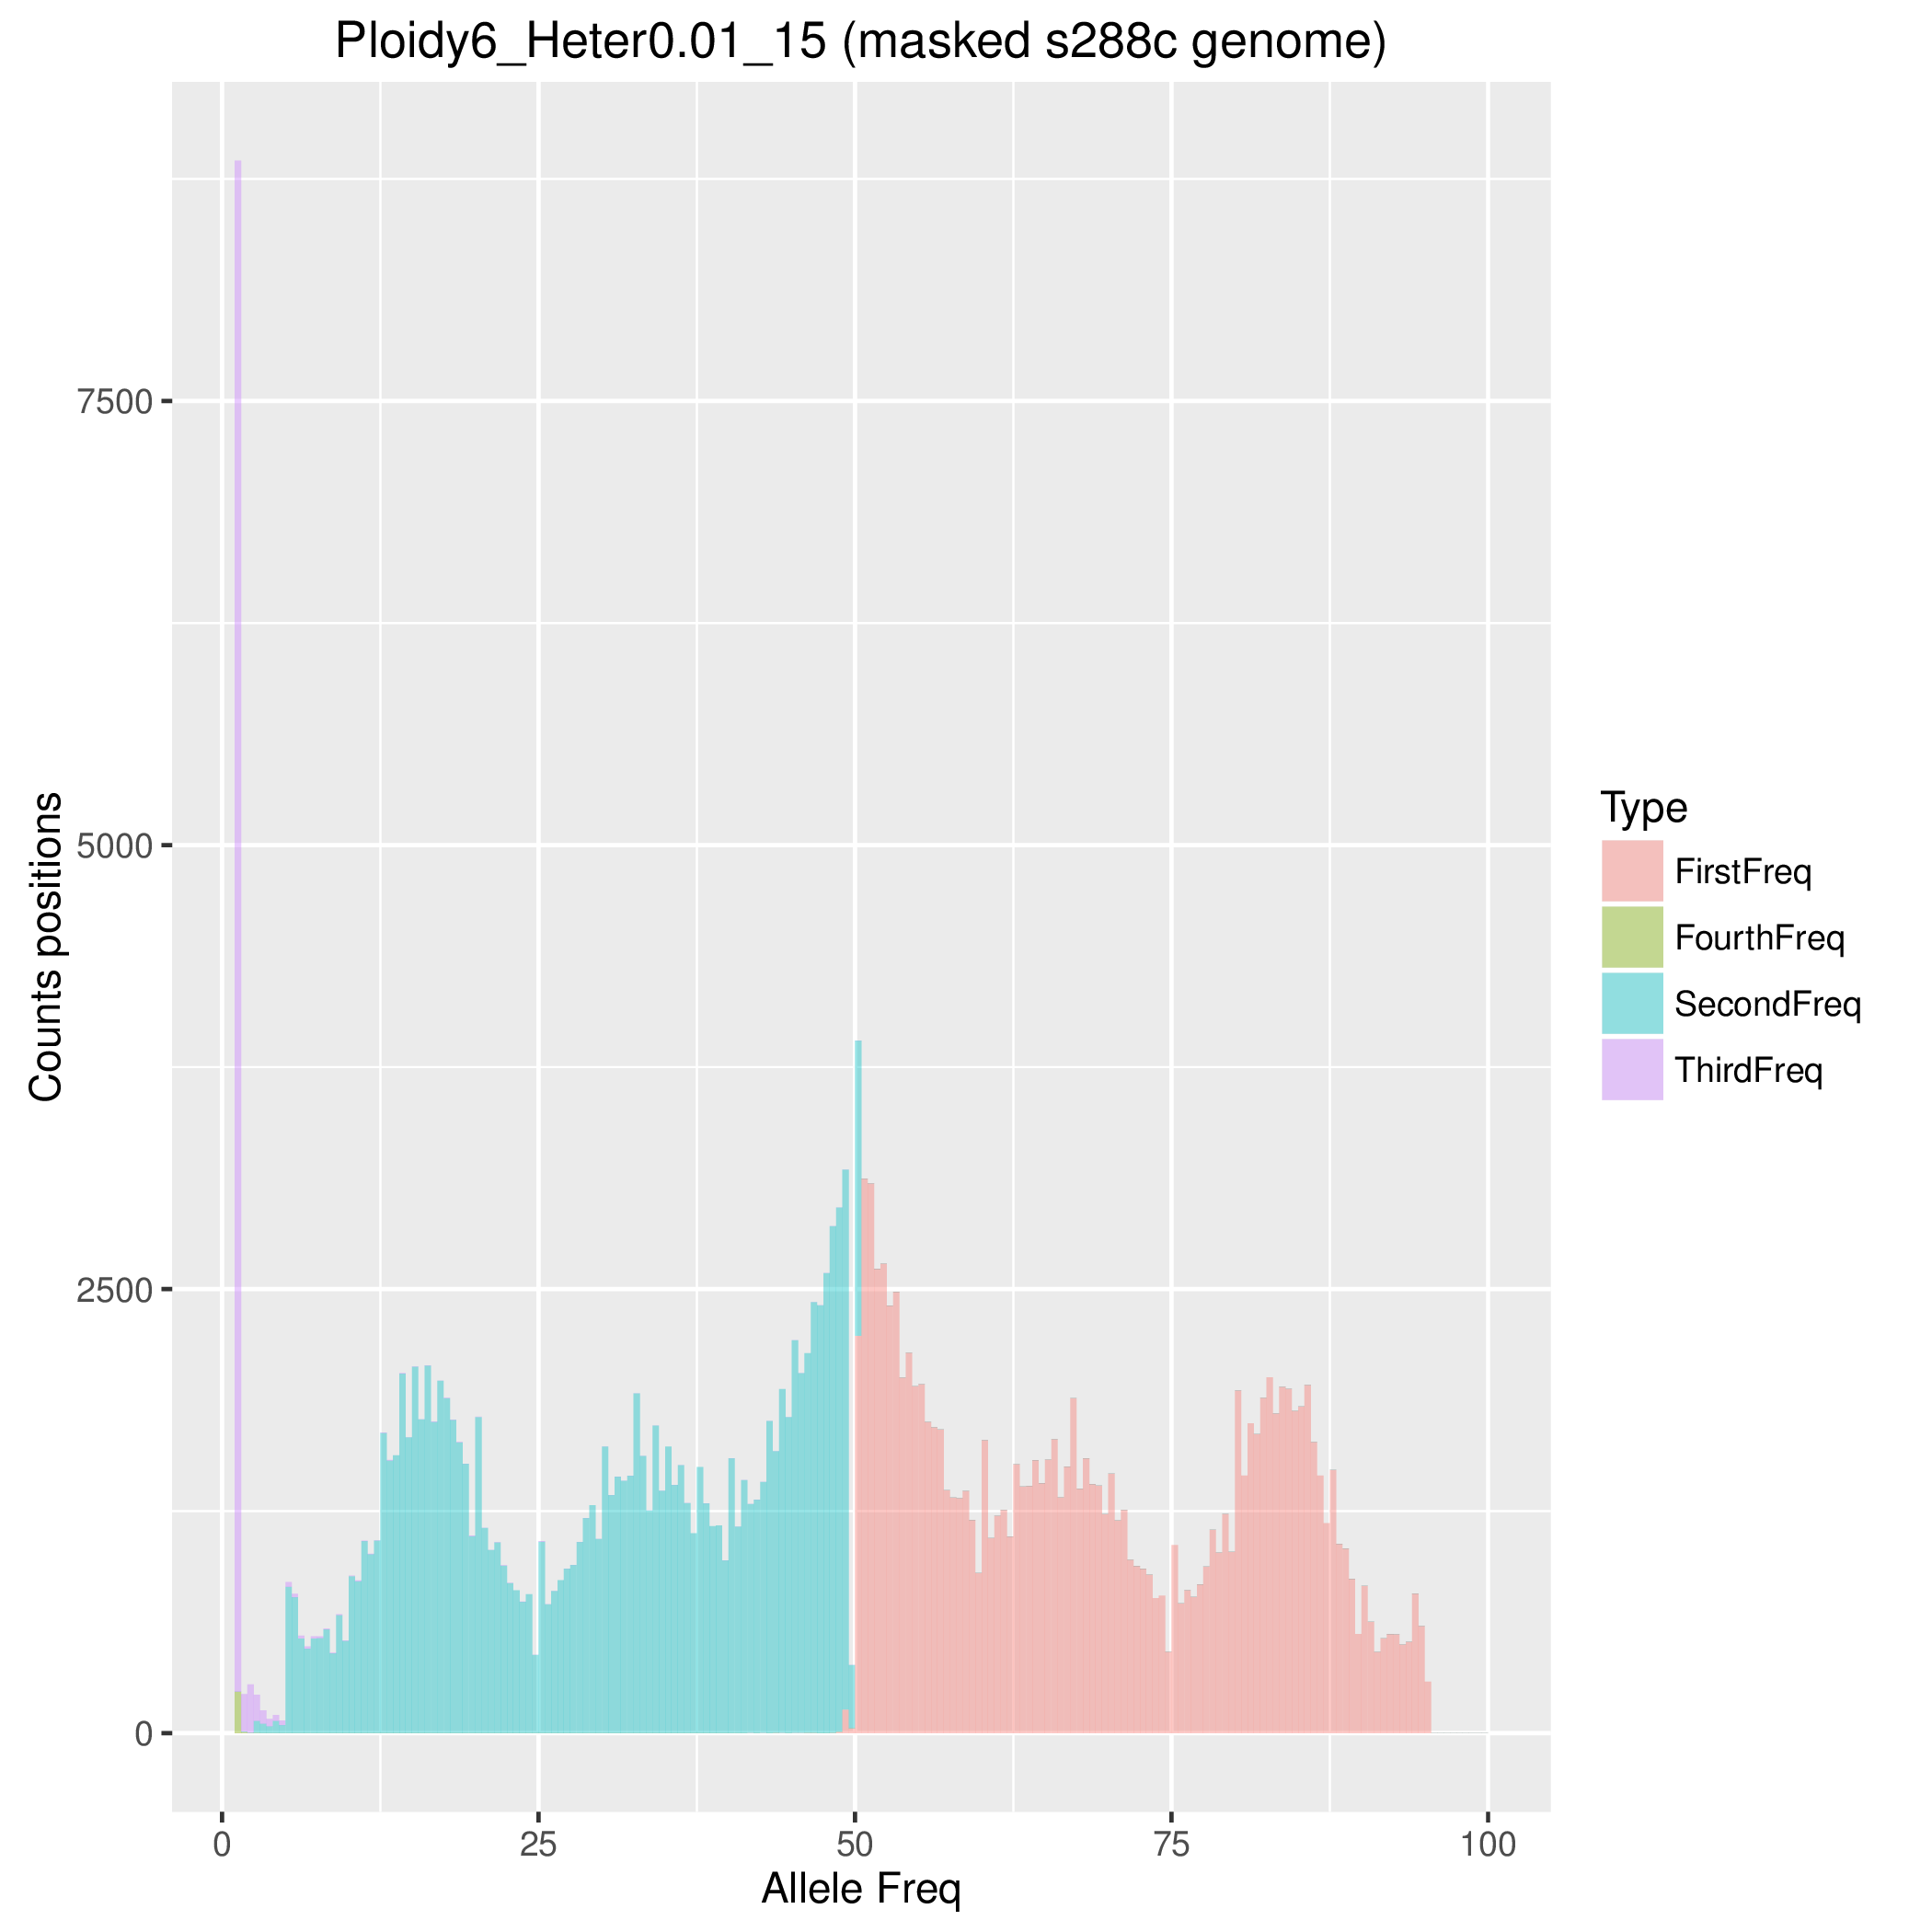 Ploidy6_Heter0.01_15 (masked s288c genome)
Counts positions
7500
5000
2500
0
0 25 50 75 100
Allele Freq
Type
FirstFreq
FourthFreq
SecondFreq
ThirdFreq